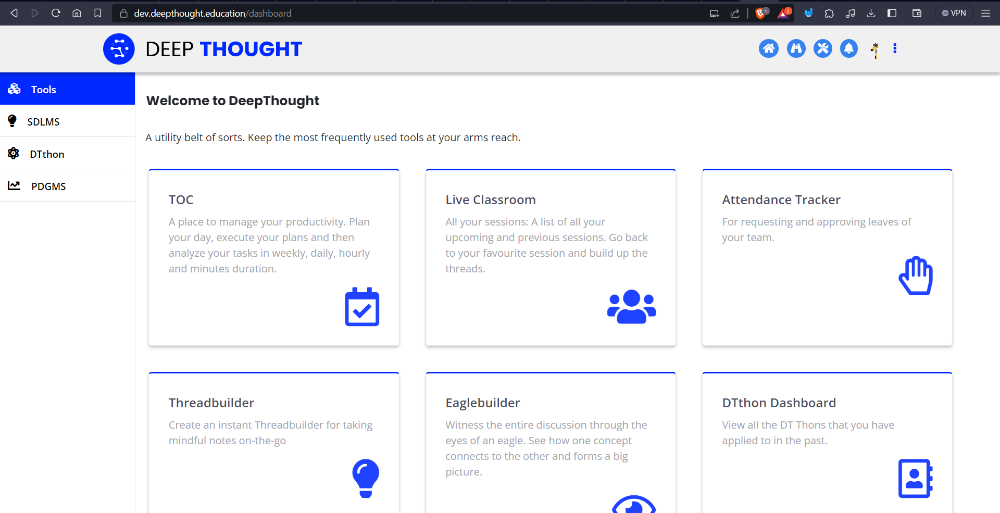 dev.deepthought.education/dashboard
1
5
VPN
DEEP THOUGHT
Tools
SDLMS
DTthon
PDGMS
Welcome to DeepThought
A utility belt of sorts. Keep the most frequently used tools at your arms reach.
TOC
A place to manage your productivity. Plan
your day, execute your plans and then
analyze your tasks in weekly, daily, hourly
and minutes duration.
Live Classroom
All your sessions: A list of all your
upcoming and previous sessions. Go back
to your favourite session and build up the
threads.
Attendance Tracker
For requesting and approving leaves of
your team.
Threadbuilder
Create an instant Threadbuilder for taking
mindful notes on-the-go
Eaglebuilder
Witness the entire discussion through the
eyes of an eagle. See how one concept
connects to the other and forms a big
picture.
DTthon Dashboard
View all the DT Thons that you have
applied to in the past.